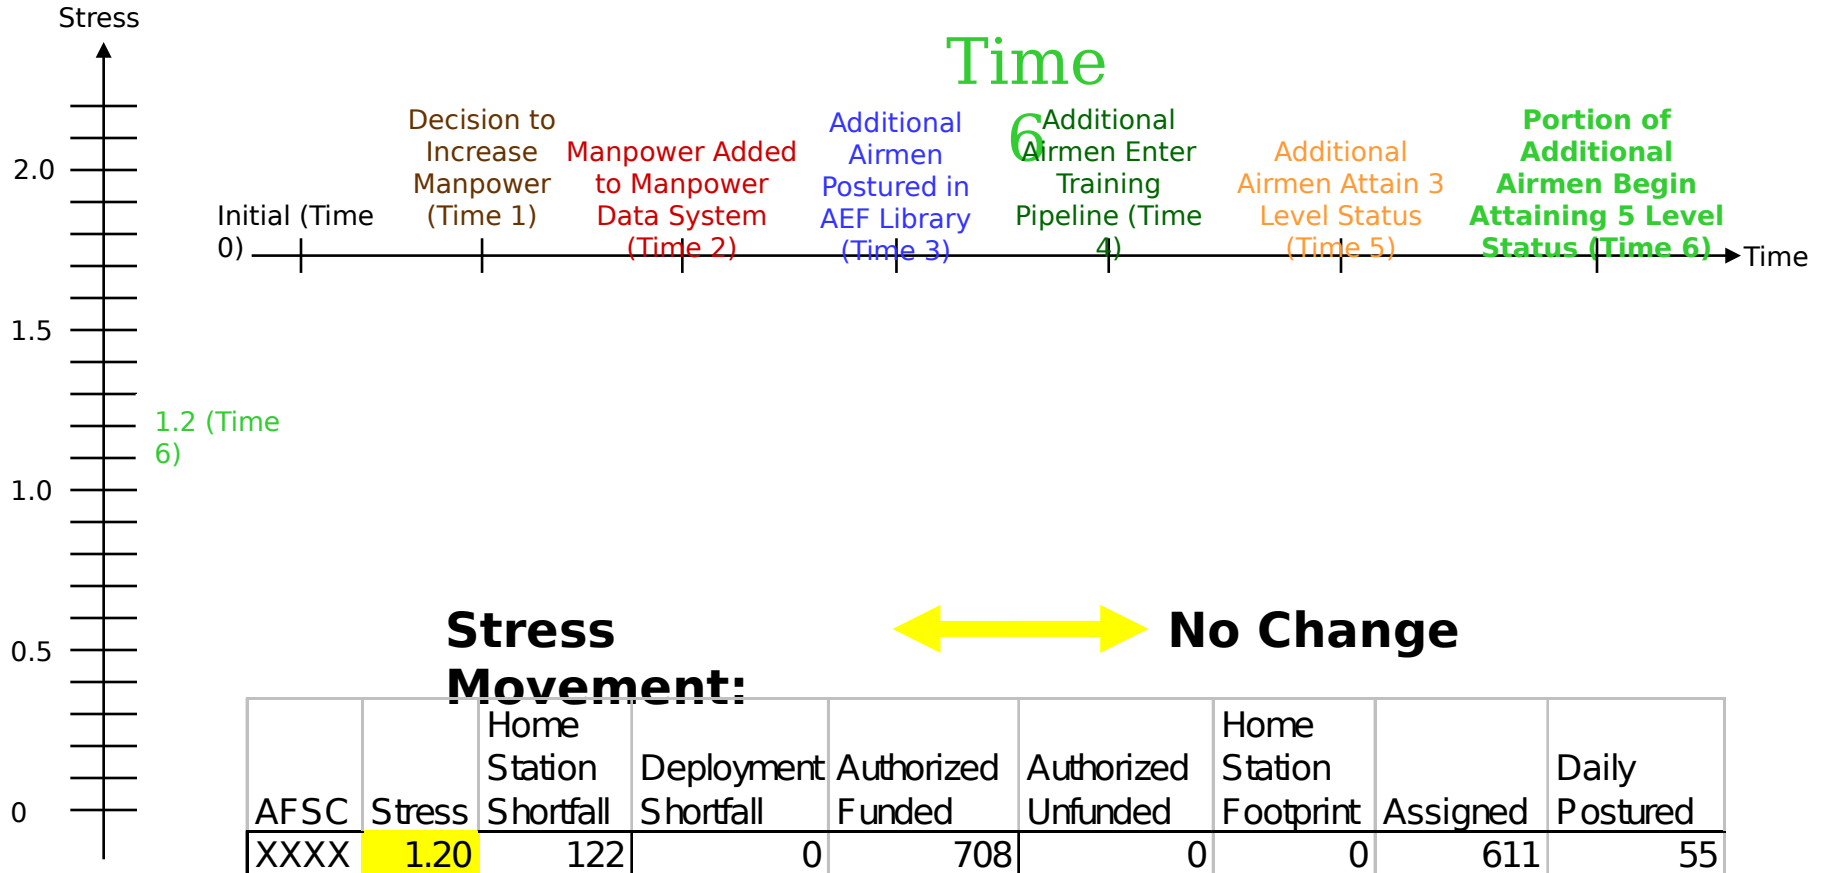 Stress
Time
6
Decision to
Increase
Manpower
(Time 1)
Manpower Added
to Manpower
Data System
(Time 2)
Additional
Airmen
Postured in
AEF Library
(Time 3)
Additional
Airmen Enter
Training
Pipeline (Time
4)
Additional
Airmen Attain 3
Level Status
(Time 5)
Portion of
Additional
Airmen Begin
Attaining 5 Level
Status (Time 6)
Initial (Time
0)
Time
2.0
1.5
1.2 (Time
6)
1.0
0.5
0
Stress
Movement:
No Change
AFSC
Stress
Home
Station
Shortfall
Deployment
Shortfall
Authorized
Funded
Authorized
Unfunded
Home
Station
Footprint
Assigned
Daily
Postured
XXXX 1.20 122 0 708 0 0 611 55